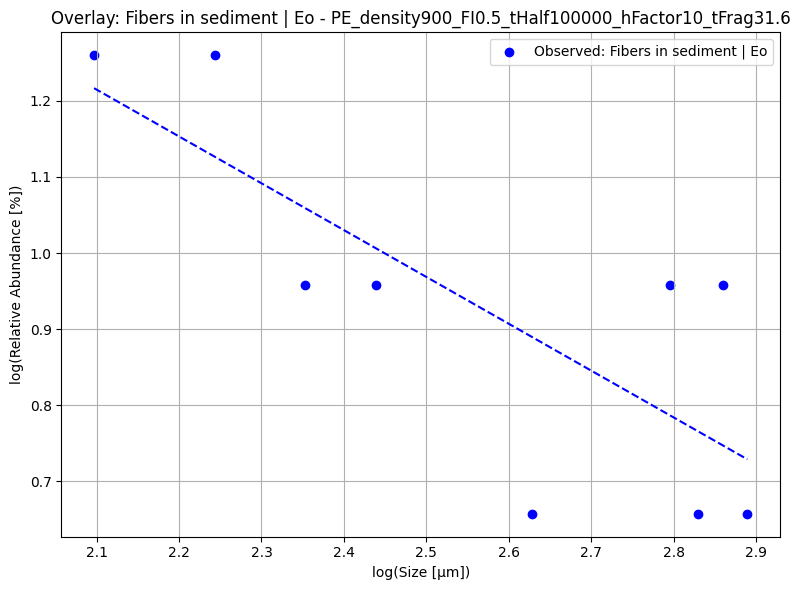 Overlay: Fibers in sediment | Eo - PE_density900_FI0.5_tHalf100000_hFactor10_tFrag31.6
Observed: Fibers in sediment | Eo
log(Relative Abundance [%])
1.2
1.1
1.0
0.9
0.8
0.7
2.1 2.2 2.3 2.4 2.5 2.6 2.7 2.8 2.9
log(Size [µm])